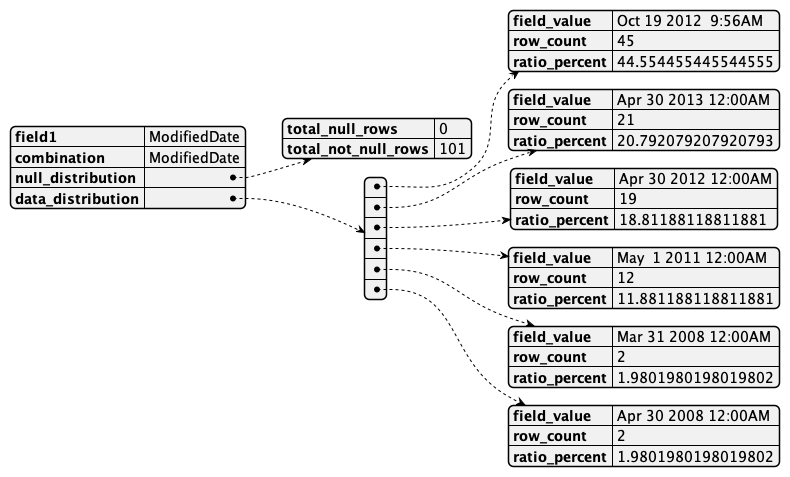 field1 ModifiedDate
combination ModifiedDate
null_distribution
data_distribution
total_null_rows 0
total_not_null_rows 101
field_value Oct 19 2012  9:56AM
row_count 45
ratio_percent 44.554455445544555
field_value Apr 30 2013 12:00AM
row_count 21
ratio_percent 20.792079207920793
field_value Apr 30 2012 12:00AM
row_count 19
ratio_percent 18.81188118811881
field_value May  1 2011 12:00AM
row_count 12
ratio_percent 11.881188118811881
field_value Mar 31 2008 12:00AM
row_count 2
ratio_percent 1.9801980198019802
field_value Apr 30 2008 12:00AM
row_count 2
ratio_percent 1.9801980198019802